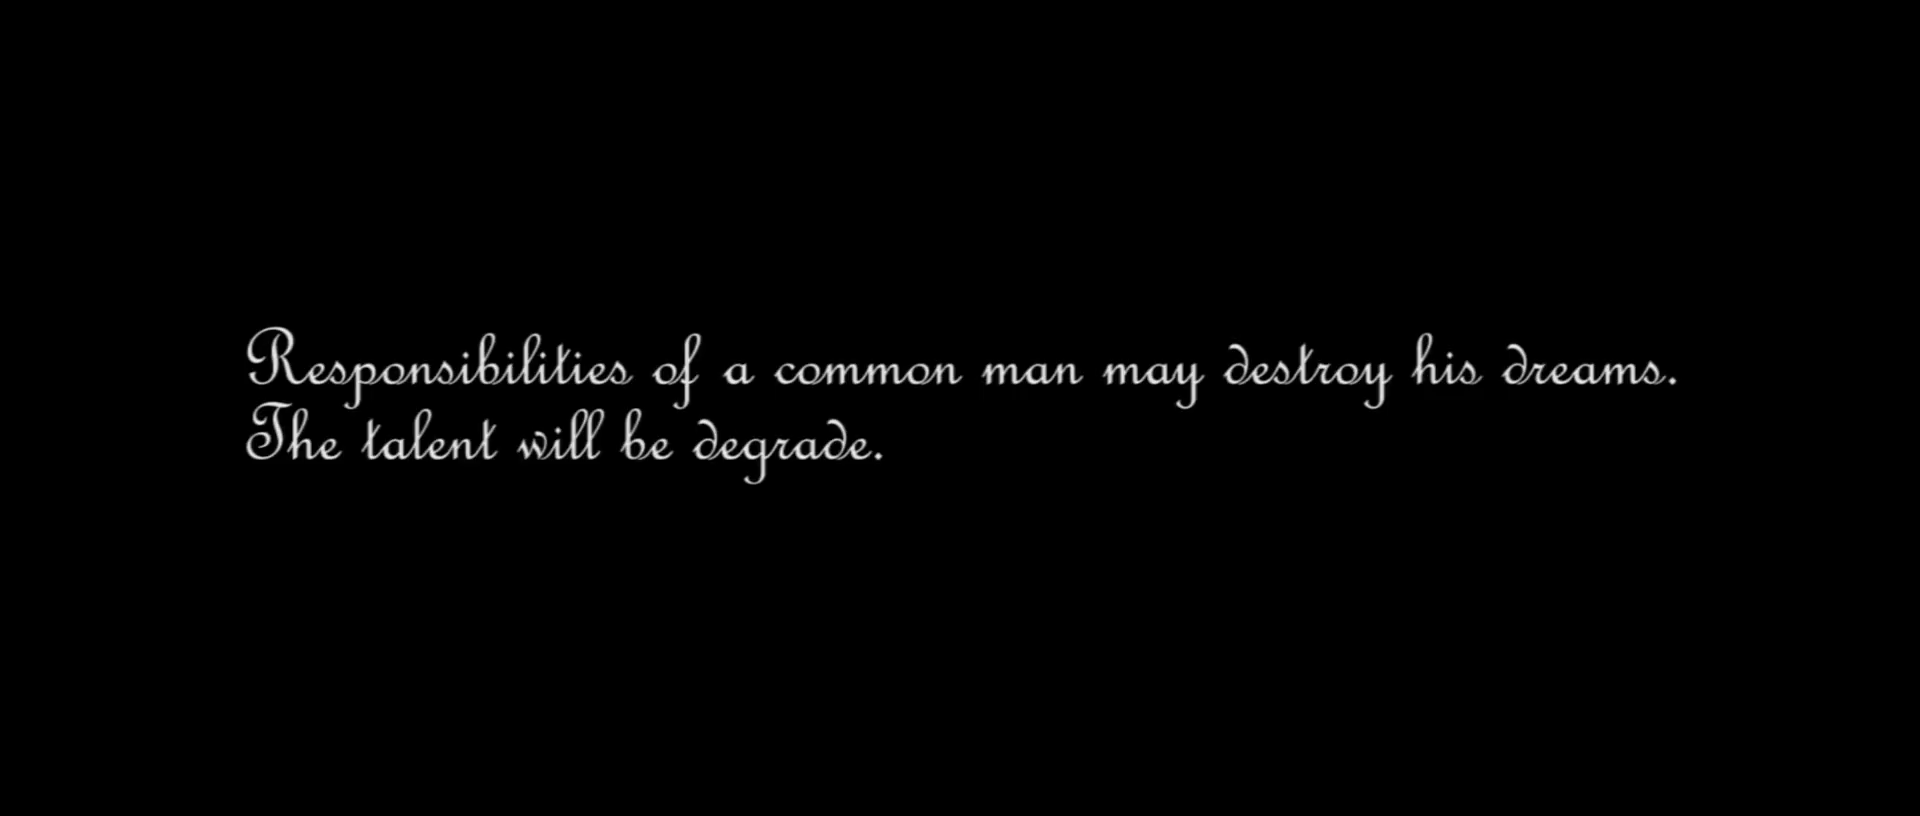 Responsibilities of a common man may destroy his dreams.
The talent will be degrade.